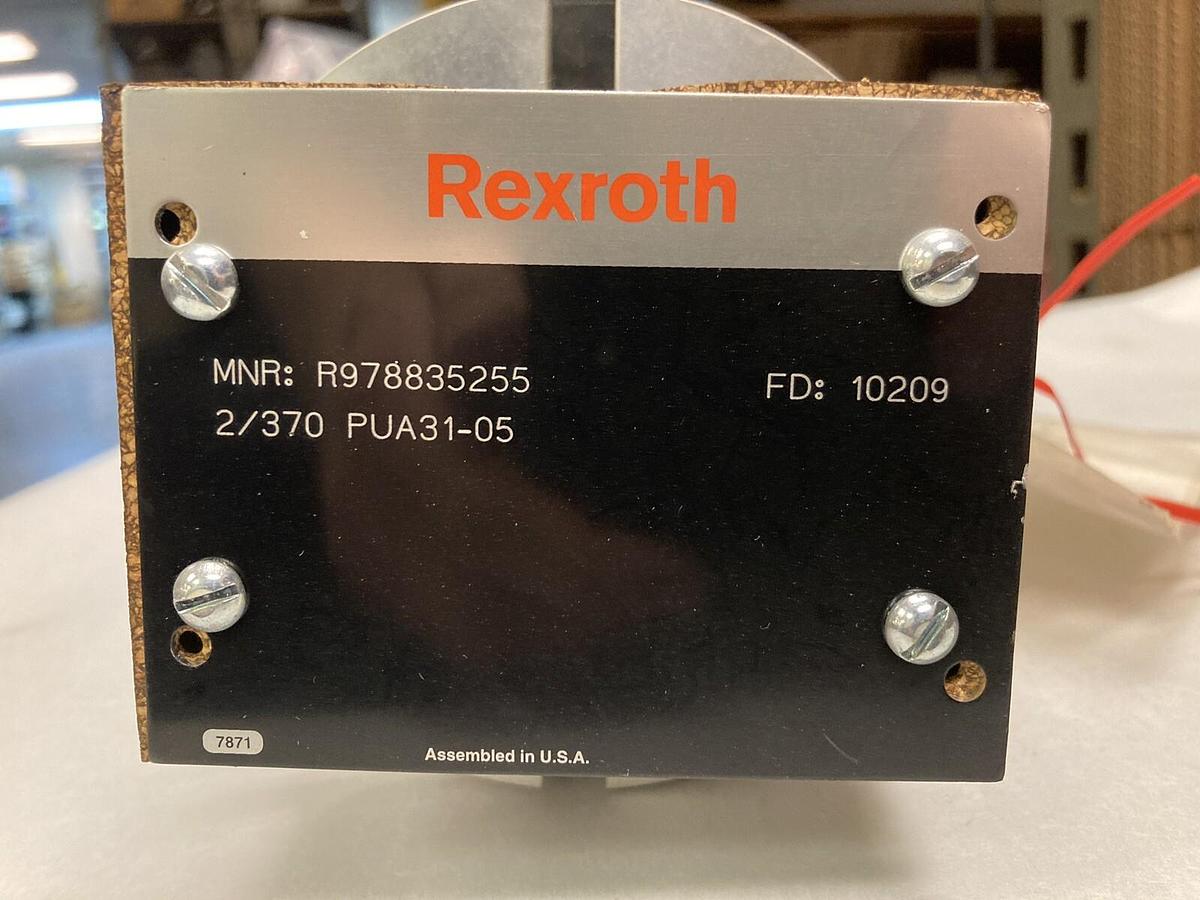 Rexroth
MNR: R978835255
FD: 10209
2/370 PUA31-05
7871
Assembled in U.S.A.